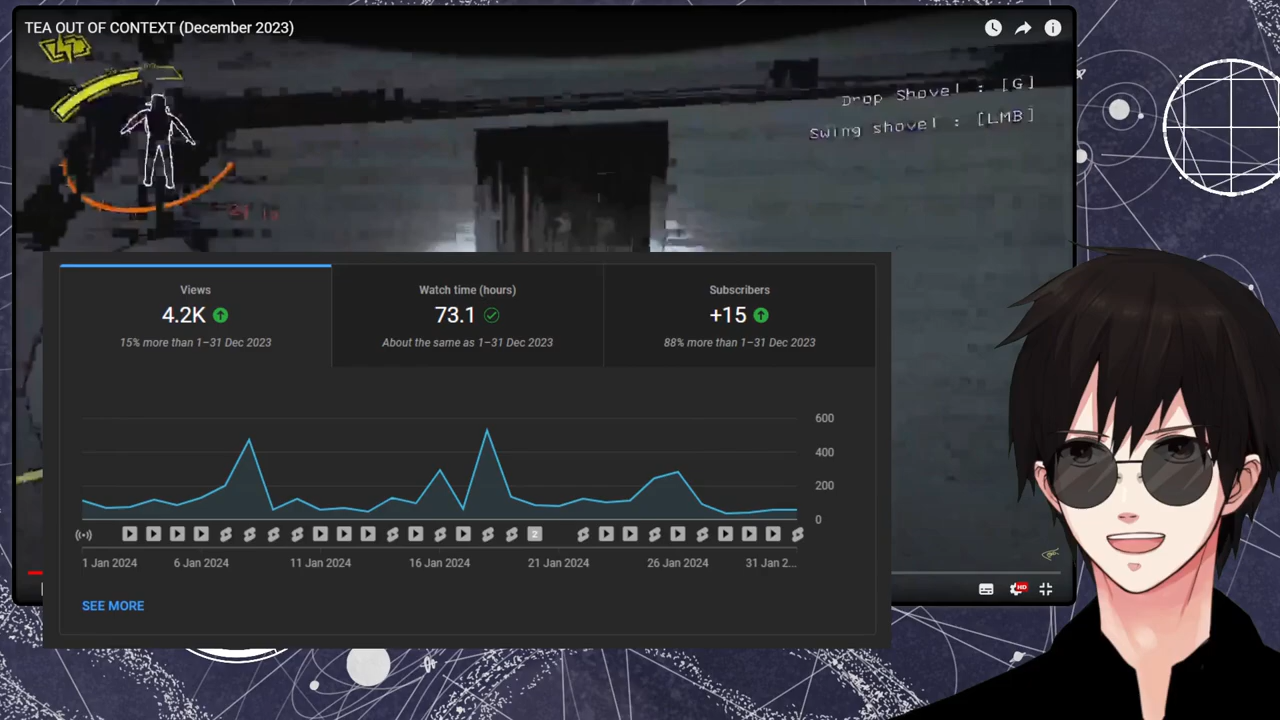 TEA OUT OF CONTEXT (December 2023)
Drop Shovel : [G]
Swing shovel : [LMB]
Views
4.2K
15% more than 1–31 Dec 2023
Watch time (hours)
73.1
About the same as 1–31 Dec 2023
Subscribers
+15
88% more than 1–31 Dec 2023
600
400
200
0
2
1 Jan 2024
6 Jan 2024
11 Jan 2024
16 Jan 2024
21 Jan 2024
26 Jan 2024
31 Jan 2...
SEE MORE
HD